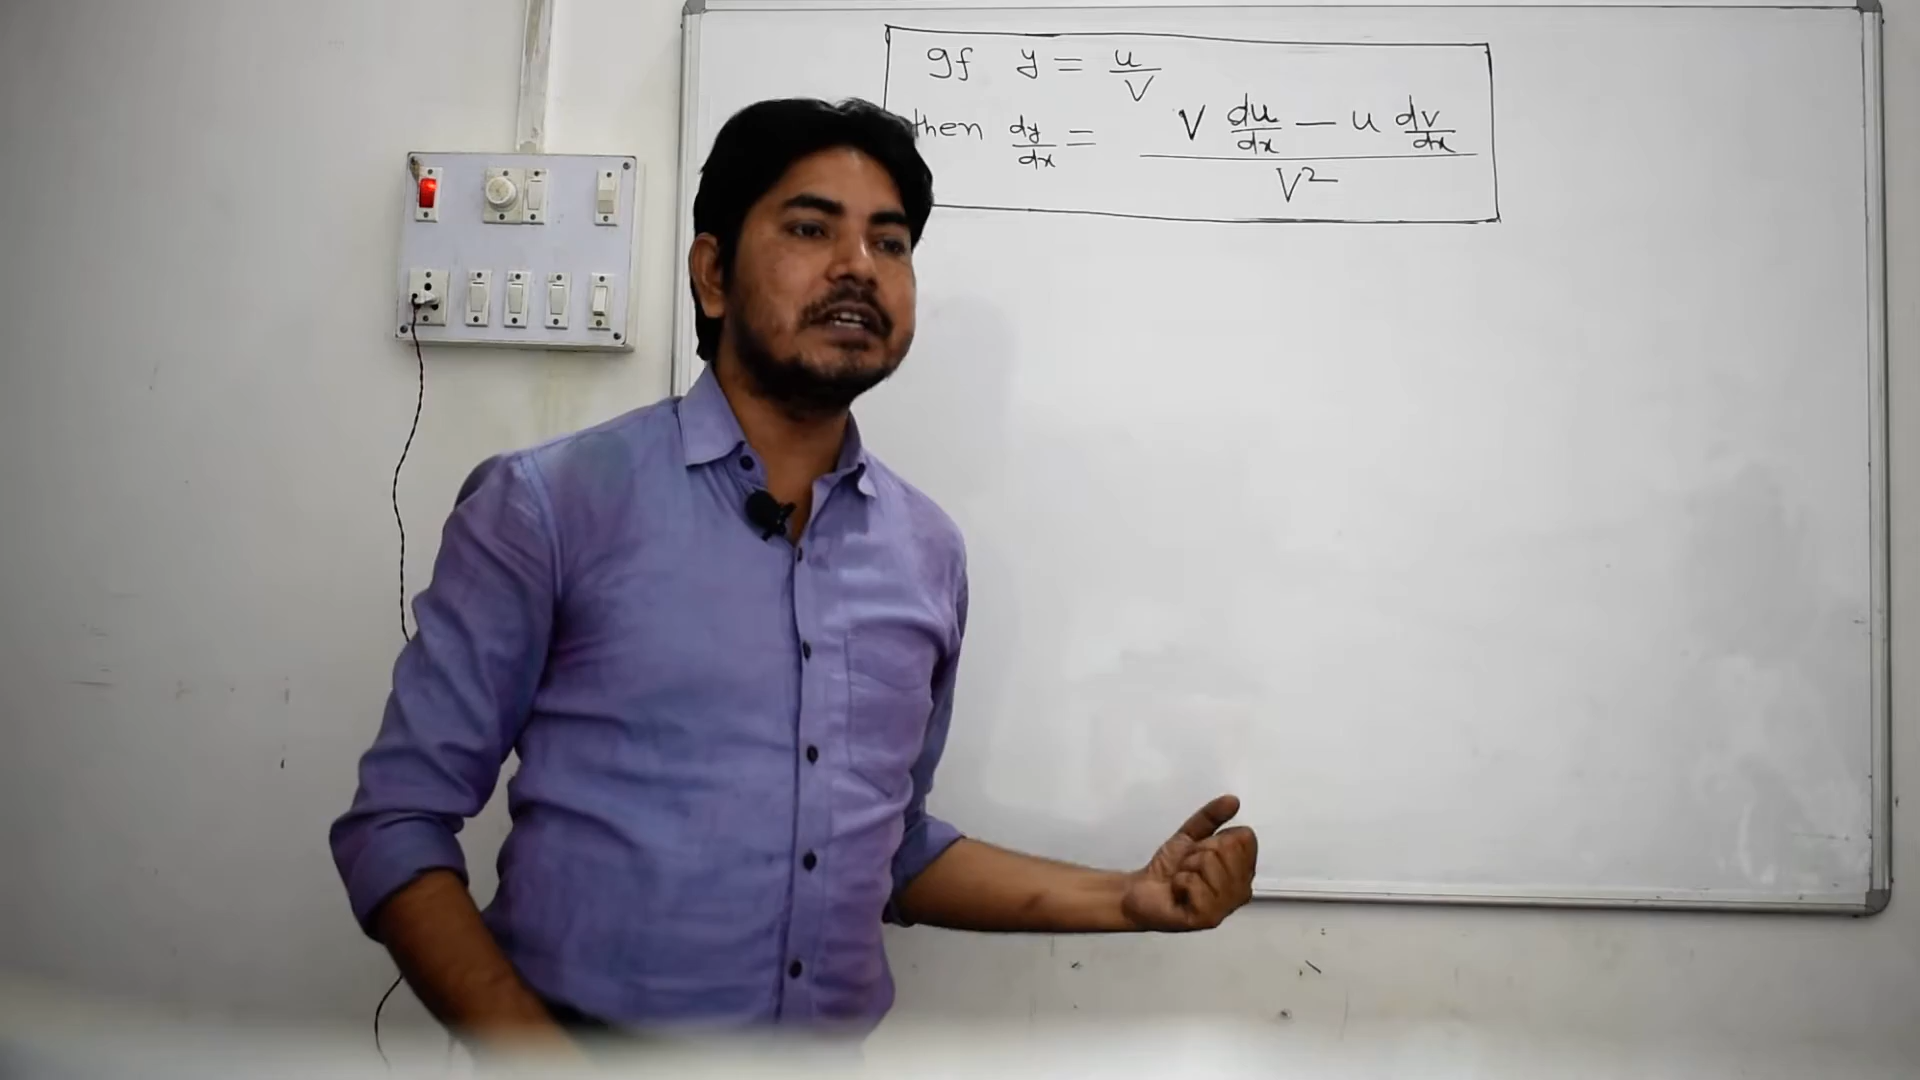 If y = u/V
then dy/dx = (V du/dx - u dv/dx)/V²